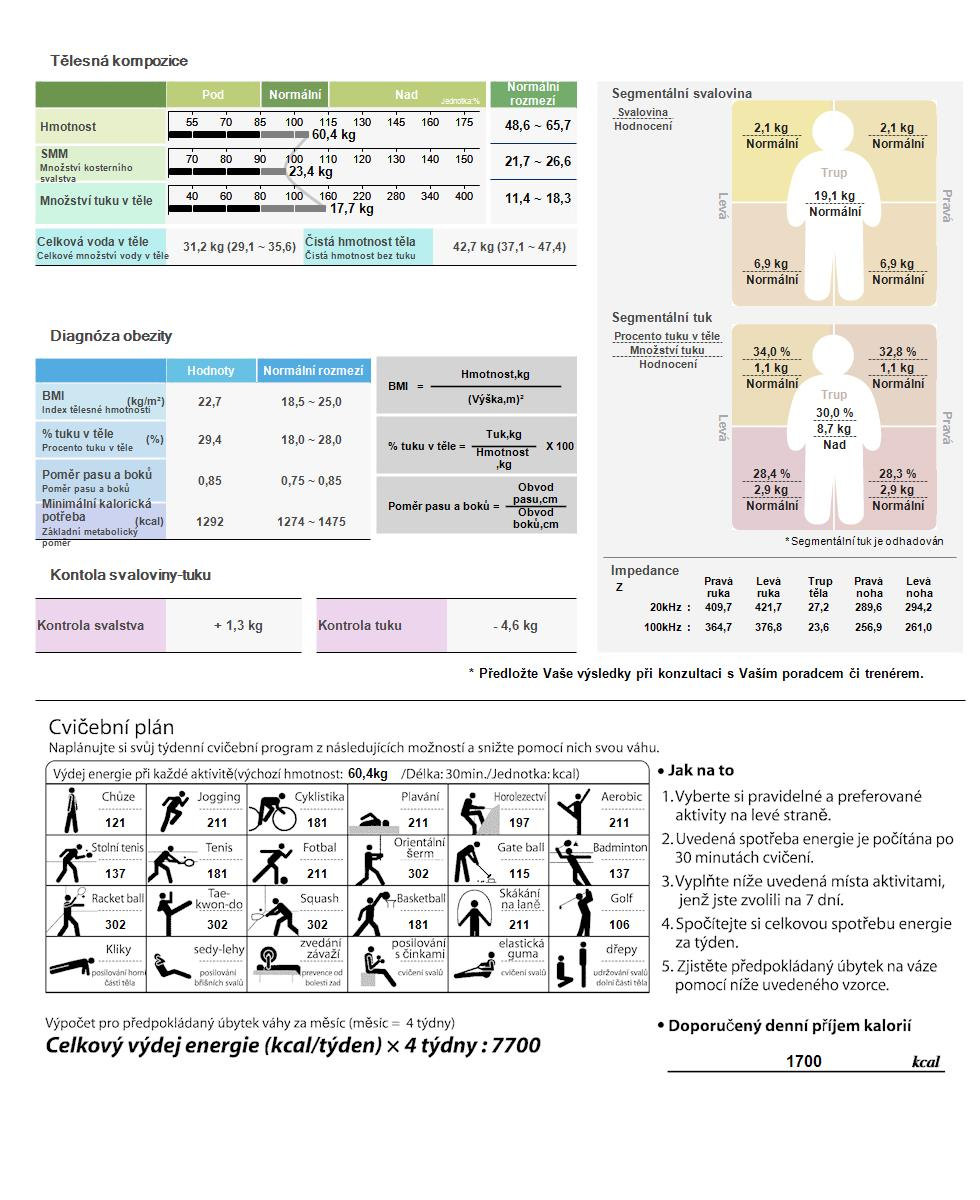 Tělesná kompozice
Pod Normální Nad Jednotka:% Normální rozmezí
Hmotnost 55 70 85 100 115 130 145 160 175 48,6 ~ 65,7
60,4 kg
SMM 70 80 90 100 110 120 130 140 150 21,7 ~ 26,6
Množství kosterního svalstva 23,4 kg
Množství tuku v těle 40 60 80 100 160 220 280 340 400 11,4 ~ 18,3
17,7 kg
Celková voda v těle 31,2 kg (29,1 ~ 35,6) Čistá hmotnost těla 42,7 kg (37,1 ~ 47,4)
Celkové množství vody v těle Čistá hmotnost bez tuku
Diagnóza obezity
Hodnoty Normální rozmezí
BMI (kg/m²) 22,7 18,5 ~ 25,0
Index tělesné hmotnosti
% tuku v těle (%) 29,4 18,0 ~ 28,0
Procento tuku v těle
Poměr pasu a boků 0,85 0,75 ~ 0,85
Poměr pasu a boků
Minimální kalorická potřeba (kcal) 1292 1274 ~ 1475
Základní metabolický poměr
BMI = Hmotnost,kg
(Výška,m)²
% tuku v těle = Tuk,kg X 100
Hmotnost ,kg
Poměr pasu a boků = Obvod pasu,cm
Obvod boků,cm
Kontola svaloviny-tuku
Kontrola svalstva + 1,3 kg Kontrola tuku - 4,6 kg
Segmentální svalovina
Svalovina
Hodnocení
2,1 kg 2,1 kg
Normální Normální
Trup
19,1 kg
Normální
Levá Pravá
6,9 kg 6,9 kg
Normální Normální
Segmentální tuk
Procento tuku v těle
Množství tuku
Hodnocení
34,0 % 32,8 %
1,1 kg 1,1 kg
Normální Normální
Trup
30,0 %
8,7 kg
Nad
Levá Pravá
28,4 % 28,3 %
2,9 kg 2,9 kg
Normální Normální
* Segmentální tuk je odhadován
Impedance
Z Pravá ruka Levá ruka Trup těla Pravá noha Levá noha
20kHz : 409,7 421,7 27,2 289,6 294,2
100kHz : 364,7 376,8 23,6 256,9 261,0
* Předložte Vaše výsledky při konzultaci s Vaším poradcem či trenérem.
Cvičební plán
Naplánujte si svůj týdenní cvičební program z následujících možností a snižte pomocí nich svou váhu.
Výdej energie při každé aktivitě(výchozí hmotnost: 60,4kg /Délka: 30min./Jednotka: kcal)
Chůze Jogging Cyklistika Plavání Horolezectví Aerobic
121 211 181 211 197 211
Stolní tenis Tenis Fotbal Orientální šerm Gate ball Badminton
137 181 211 302 115 137
Racket ball Tae-kwon-do Squash Basketball Skákání na laně Golf
302 302 302 181 211 106
Kliky sedy-lehy zvedání závaží posilování s činkami elastická guma dřepy
posilování horní části těla posilování břišních svalů prevence od bolesti zad cvičení svalů cvičení svalů udržování svalů dolní části těla
• Jak na to
1. Vyberte si pravidelné a preferované
aktivity na levé straně.
2. Uvedená spotřeba energie je počítána po
30 minutách cvičení.
3. Vyplňte níže uvedená místa aktivitami,
jenž jste zvolili na 7 dní.
4. Spočítejte si celkovou spotřebu energie
za týden.
5. Zjistěte předpokládaný úbytek na váze
pomocí níže uvedeného vzorce.
Výpočet pro předpokládaný úbytek váhy za měsíc (měsíc = 4 týdny)
Celkový výdej energie (kcal/týden) × 4 týdny : 7700
• Doporučený denní příjem kalorií
1700 kcal